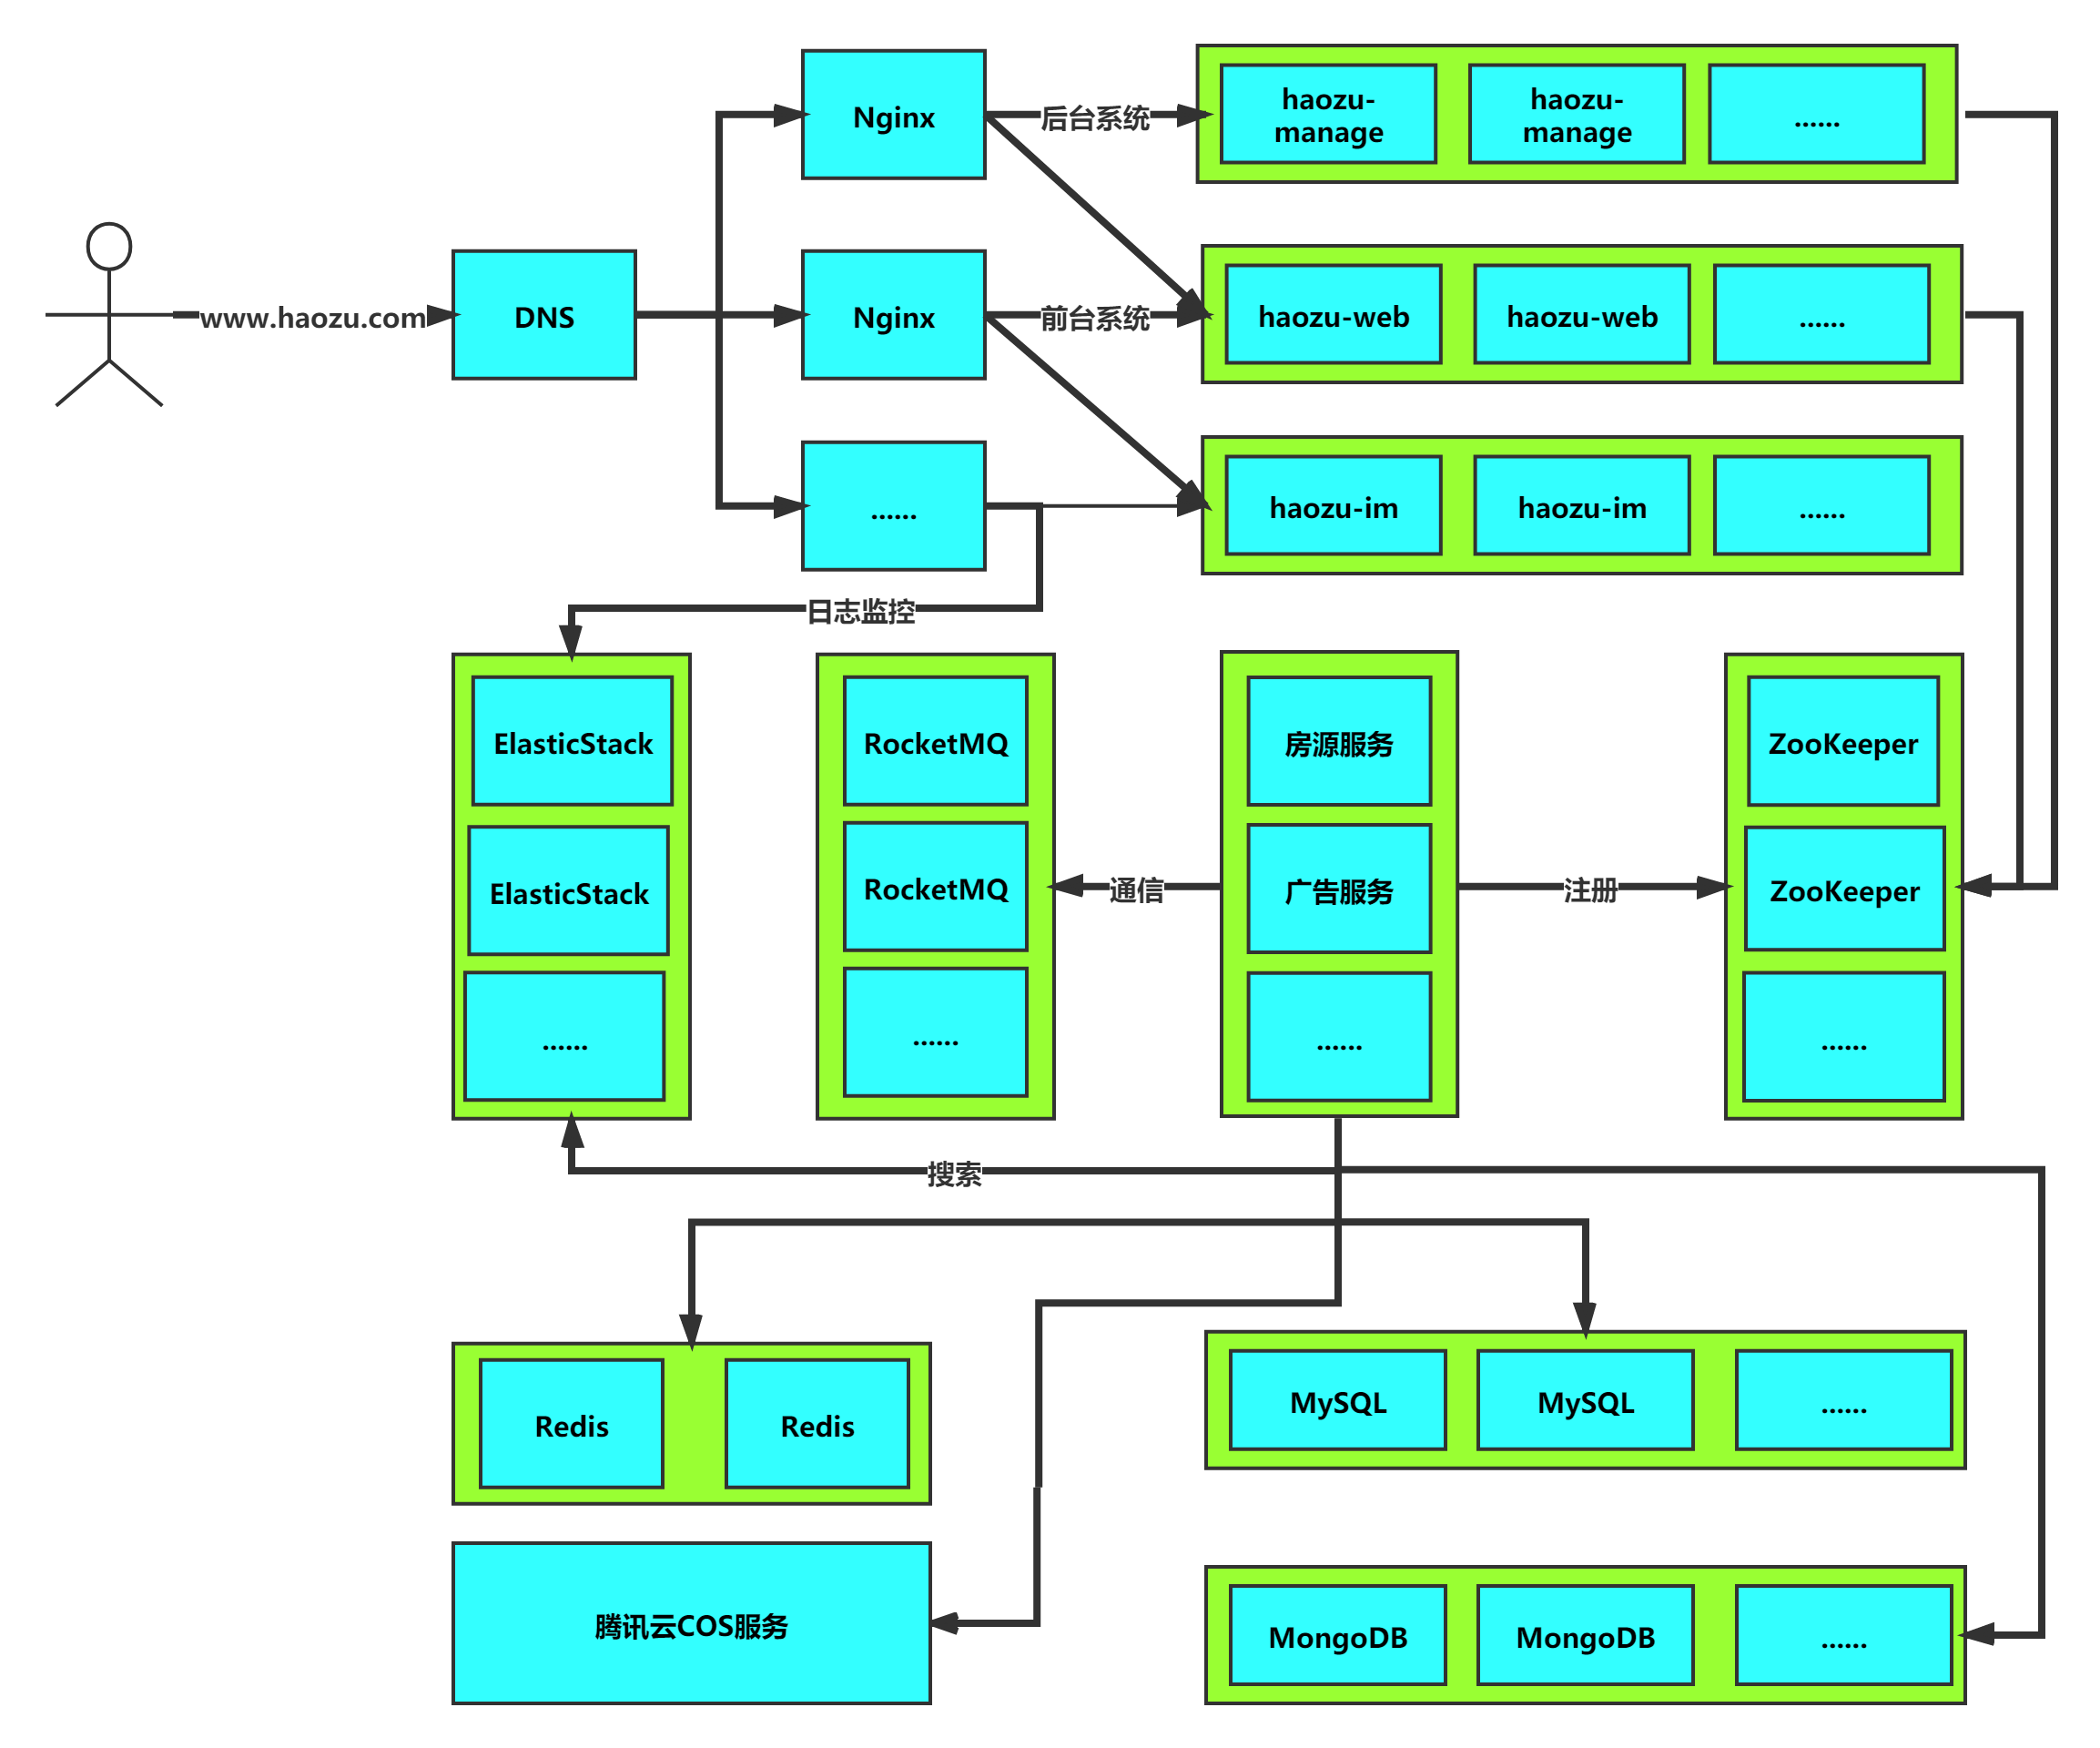 Nginx
后台系统
haozu-
manage
haozu-
manage
......
www.haozu.com
DNS
Nginx
前台系统
haozu-web
haozu-web
......
......
haozu-im
haozu-im
......
日志监控
ElasticStack
RocketMQ
房源服务
ZooKeeper
ElasticStack
RocketMQ
通信
广告服务
注册
ZooKeeper
......
......
......
......
搜索
Redis
Redis
MySQL
MySQL
......
腾讯云COS服务
MongoDB
MongoDB
......